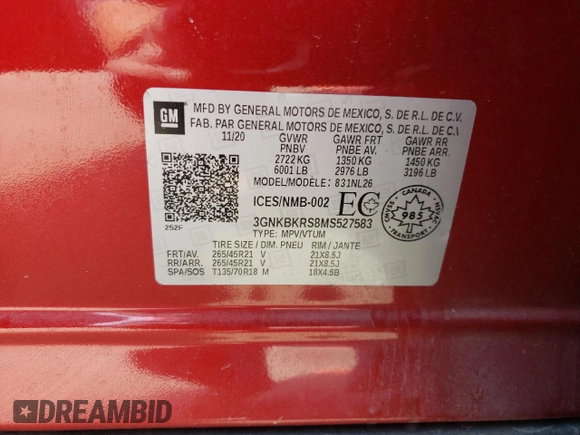 GM
MFD BY GENERAL MOTORS DE MEXICO, S. DE R.L. DE C.V.
FAB. PAR GENERAL MOTORS DE MEXICO, S. DE R.L. DE C.V.
11/20 GVWR GAWR FRT GAWR RR
PNBV PNBE AV. PNBE ARR.
2722 KG 1350 KG 1450 KG
6001 LB 2976 LB 3196 LB
MODEL/MODÈLE: 831NL26
ICES/NMB-002 EC
CANADA
985
CMVSS NSVAC
TRANSPORT
252F
3GNKBKRS8MS527583
TYPE: MPV/VTUM
TIRE SIZE / DIM. PNEU RIM / JANTE
FRT/AV. 265/45R21 V 21X8.5J
RR/ARR. 265/45R21 V 21X8.5J
SPA/SOS T135/70R18 M 18X4.5B
DREAMBID